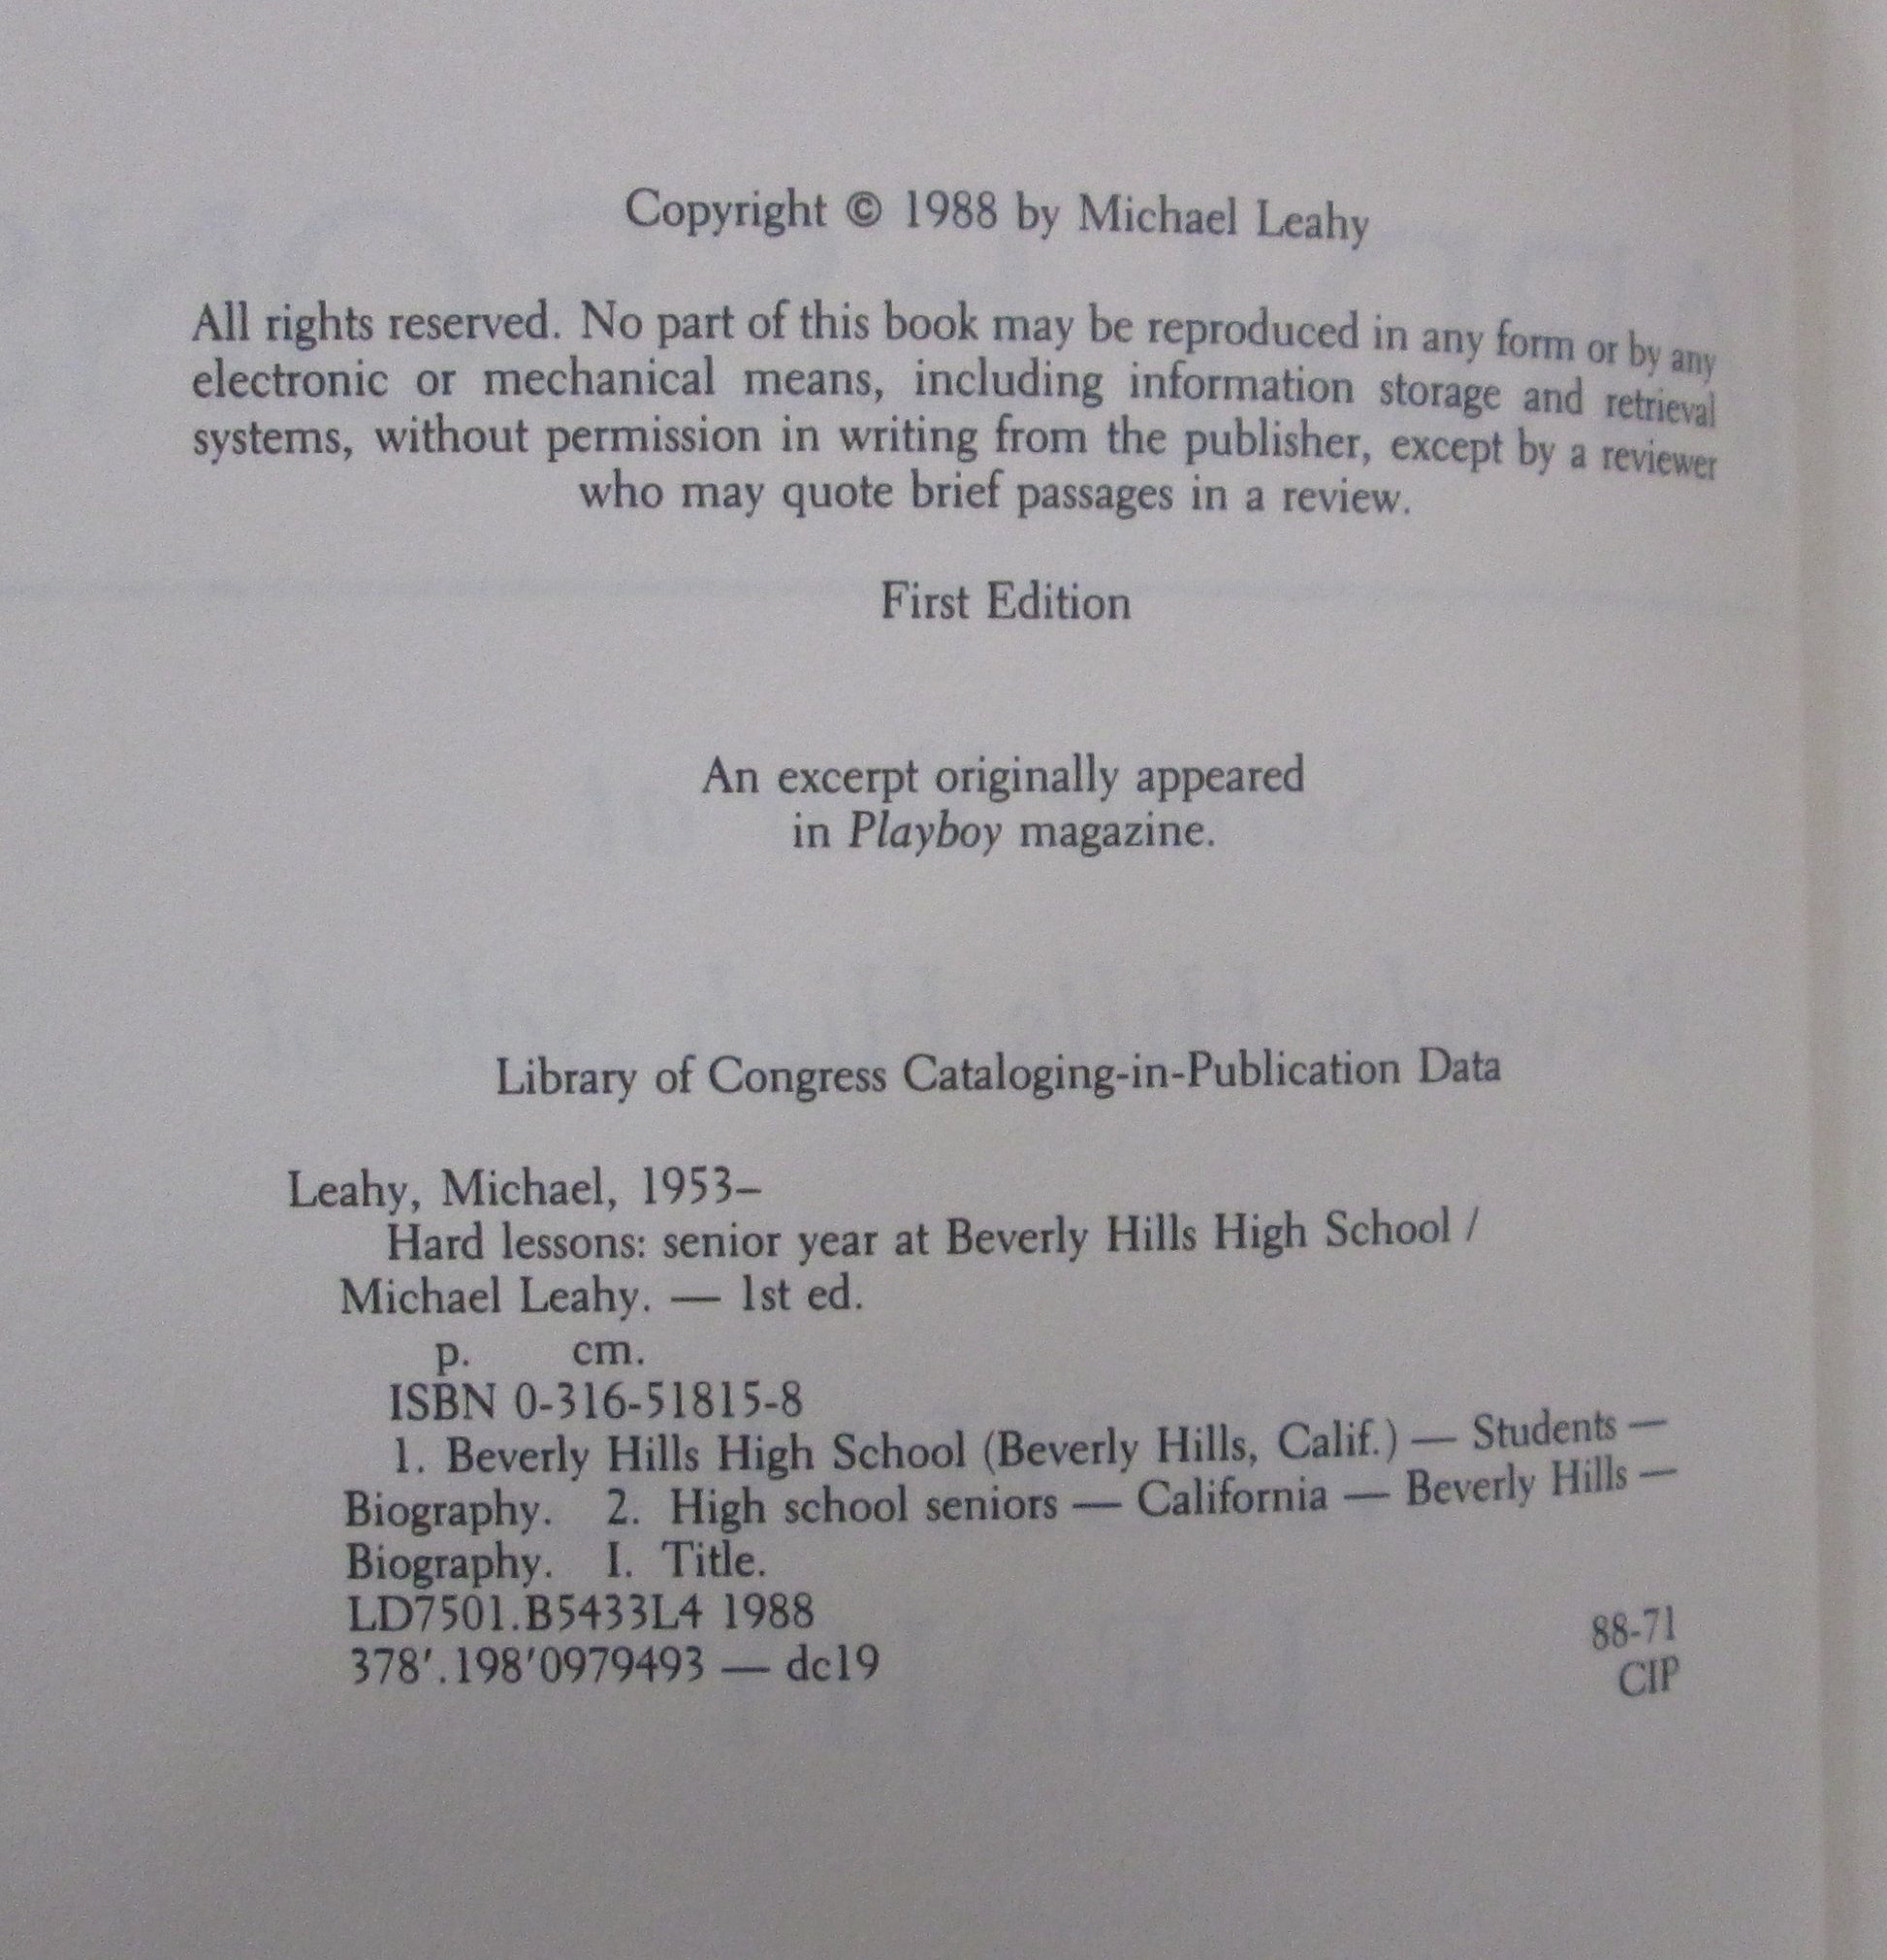 Copyright © 1988 by Michael Leahy
All rights reserved. No part of this book may be reproduced in any form or by any
electronic or mechanical means, including information storage and retrieval
systems, without permission in writing from the publisher, except by a reviewer
who may quote brief passages in a review.
First Edition
An excerpt originally appeared
in Playboy magazine.
Library of Congress Cataloging-in-Publication Data
Leahy, Michael, 1953–
Hard lessons: senior year at Beverly Hills High School /
Michael Leahy. — 1st ed.
p. cm.
ISBN 0-316-51815-8
1. Beverly Hills High School (Beverly Hills, Calif.) — Students —
Biography. 2. High school seniors — California — Beverly Hills —
Biography. I. Title.
LD7501.B5433L4 1988
378′.198′0979493 — dc19
88-71
CIP